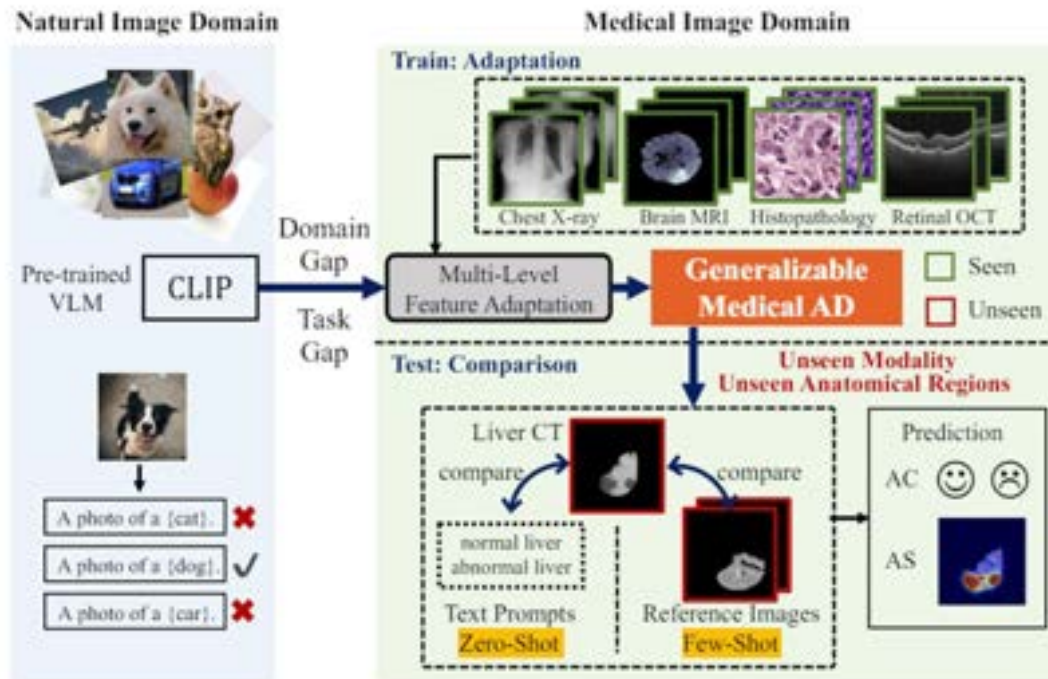 Natural Image Domain
Medical Image Domain
Train: Adaptation
Chest X-ray
Brain MRI
Histopathology
Retinal OCT
Pre-trained
VLM
CLIP
Domain
Gap
Task
Gap
Multi-Level
Feature Adaptation
Generalizable
Medical AD
Seen
Unseen
Test: Comparison
Unseen Modality
Unseen Anatomical Regions
Liver CT
compare
compare
normal liver
abnormal liver
Text Prompts
Zero-Shot
Reference Images
Few-Shot
Prediction
AC
AS
A photo of a {cat}.
A photo of a {dog}.
A photo of a {car}.